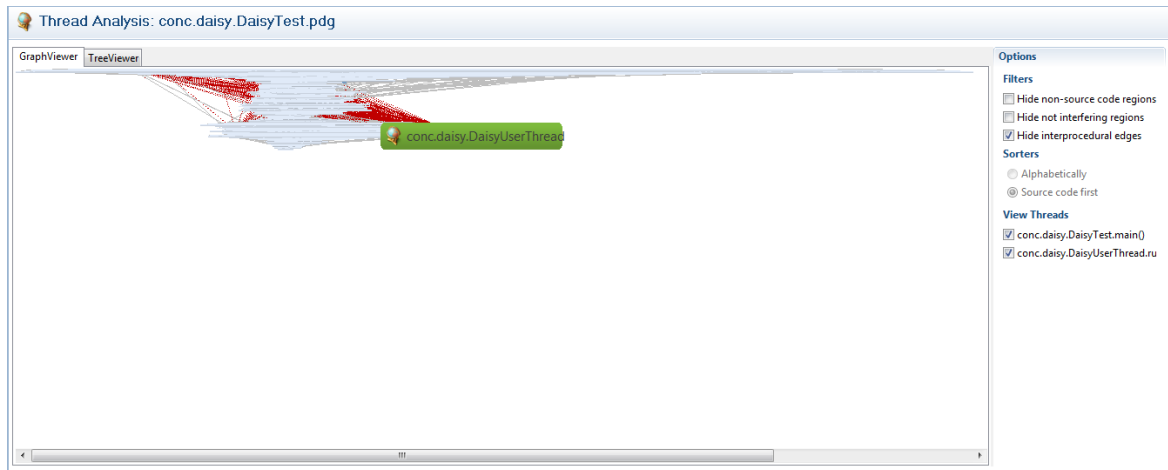 Thread Analysis: conc.daisy.DaisyTest.pdg
GraphViewer
TreeViewer
conc.daisy.DaisyUserThread
Options
Filters
Hide non-source code regions
Hide not interfering regions
Hide interprocedural edges
Sorters
Alphabetically
Source code first
View Threads
conc.daisy.DaisyTest.main()
conc.daisy.DaisyUserThread.ru